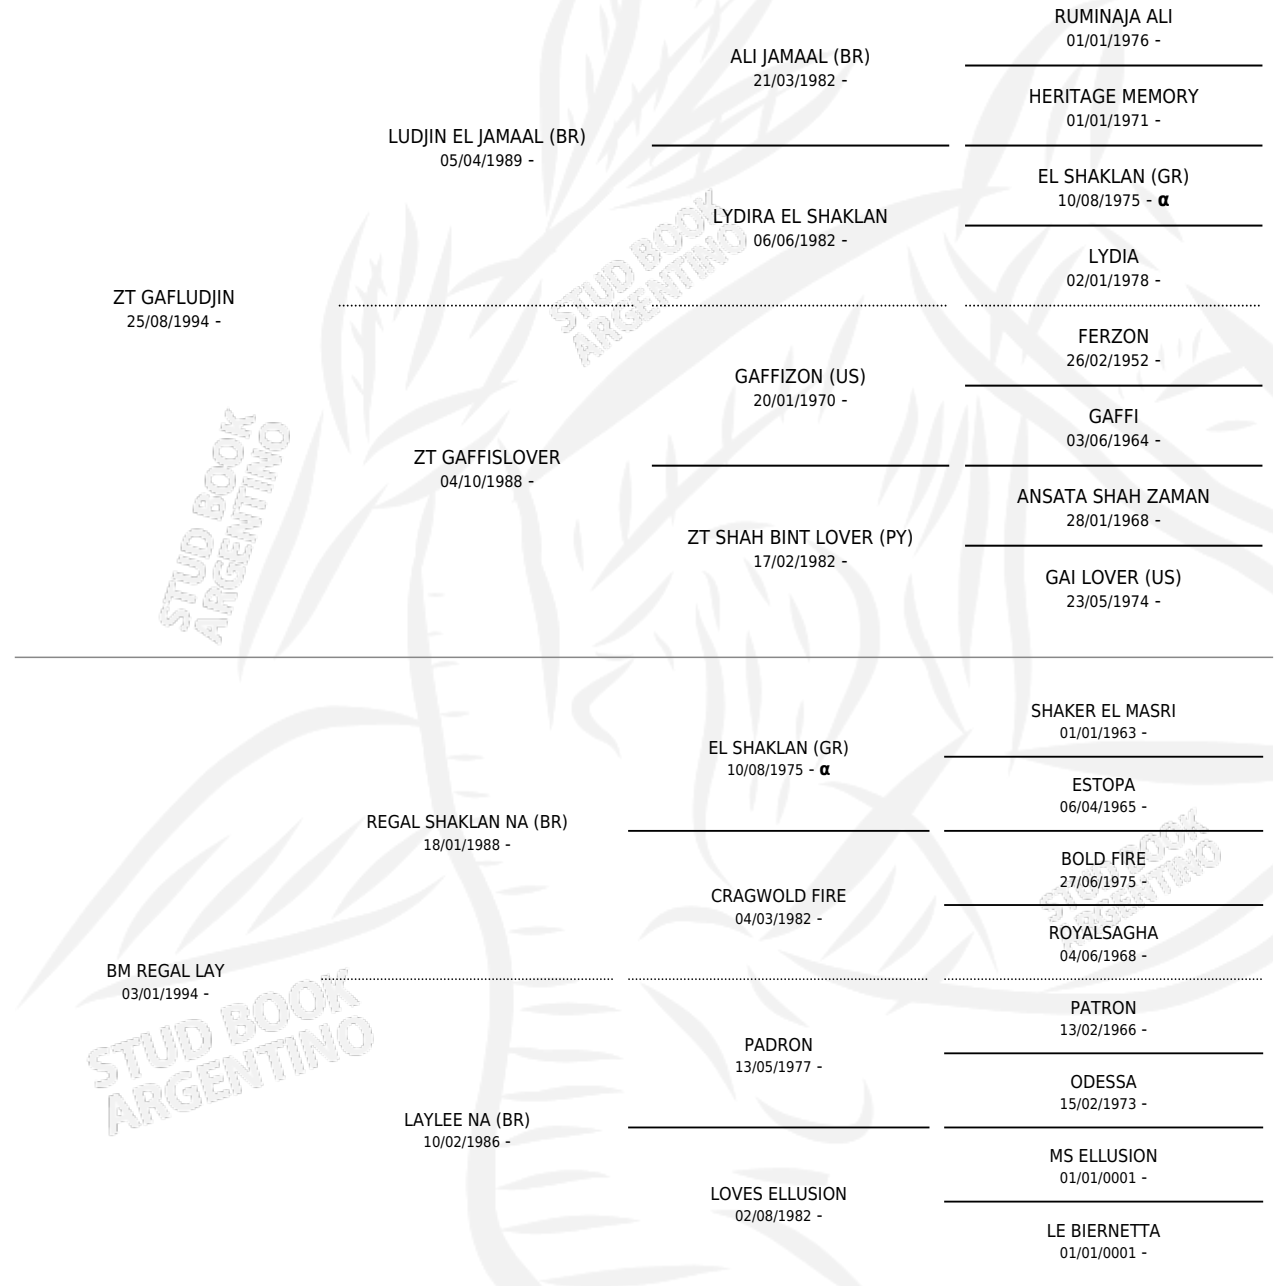 RUMINAJA ALI
01/01/1976 -
ALI JAMAAL (BR)
21/03/1982 -
HERITAGE MEMORY
01/01/1971 -
LUDJIN EL JAMAAL (BR)
05/04/1989 -
EL SHAKLAN (GR)
10/08/1975 - α
LYDIRA EL SHAKLAN
06/06/1982 -
LYDIA
02/01/1978 -
ZT GAFLUDJIN
25/08/1994 -
FERZON
26/02/1952 -
GAFFIZON (US)
20/01/1970 -
GAFFI
03/06/1964 -
ZT GAFFISLOVER
04/10/1988 -
ANSATA SHAH ZAMAN
28/01/1968 -
ZT SHAH BINT LOVER (PY)
17/02/1982 -
GAI LOVER (US)
23/05/1974 -
STUD BOOK
ARGENTINO
STUD BOOK
ARGENTINO
SHAKER EL MASRI
01/01/1963 -
EL SHAKLAN (GR)
10/08/1975 - α
ESTOPA
06/04/1965 -
REGAL SHAKLAN NA (BR)
18/01/1988 -
BOLD FIRE
27/06/1975 -
CRAGWOLD FIRE
04/03/1982 -
ROYALSAGHA
04/06/1968 -
BM REGAL LAY
03/01/1994 -
PATRON
13/02/1966 -
PADRON
13/05/1977 -
ODESSA
15/02/1973 -
LAYLEE NA (BR)
10/02/1986 -
MS ELLUSION
01/01/0001 -
LOVES ELLUSION
02/08/1982 -
LE BIERNETTA
01/01/0001 -
STUD BOOK
ARGENTINO
STUD BOOK
ARGENTINO